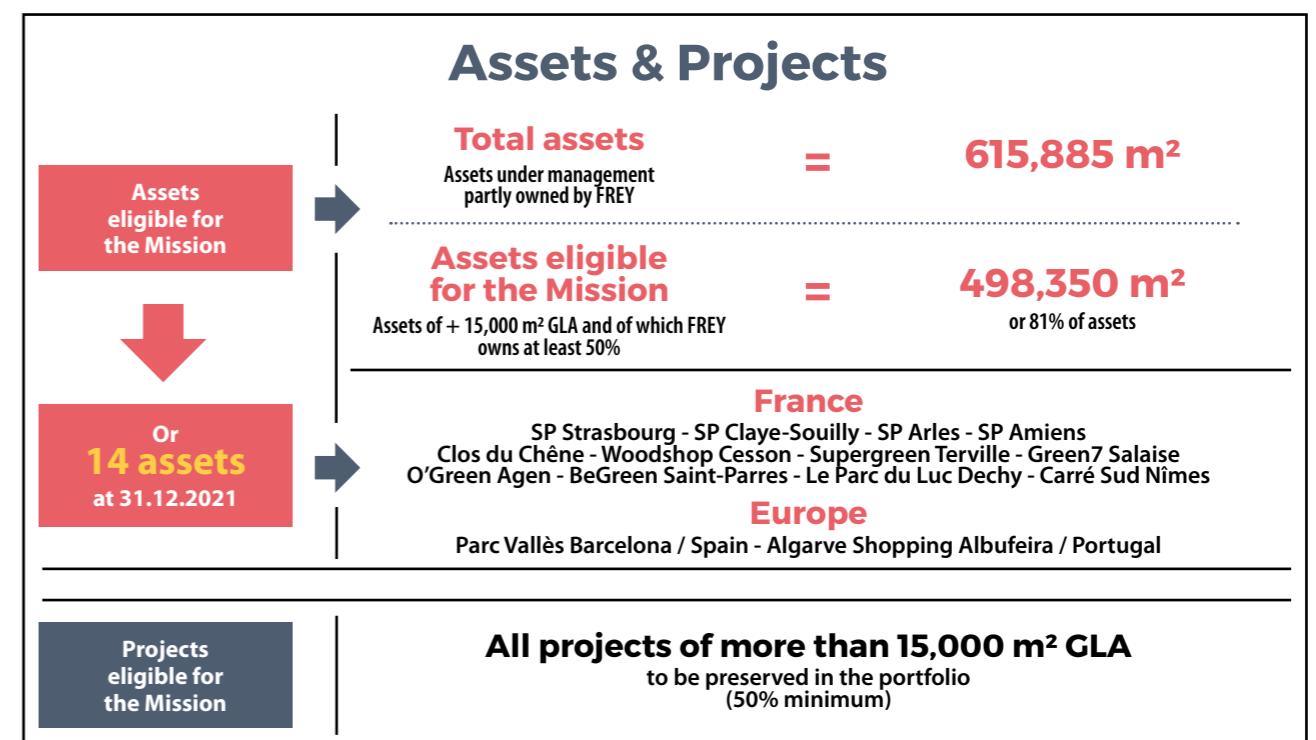 Assets & Projects
Assets
eligible for
the Mission
Total assets
Assets under management
partly owned by FREY
=
615,885 m²
Assets eligible
for the Mission
Assets of + 15,000 m² GLA and of which FREY
owns at least 50%
=
498,350 m²
or 81% of assets
Or
14 assets
at 31.12.2021
France
SP Strasbourg - SP Claye-Souilly - SP Arles - SP Amiens
Clos du Chêne - Woodshop Cesson - Supergreen Terville - Green7 Salaise
O'Green Agen - BeGreen Saint-Parres - Le Parc du Luc Dechy - Carré Sud Nîmes
Europe
Parc Vallès Barcelona / Spain - Algarve Shopping Albufeira / Portugal
Projects
eligible for
the Mission
All projects of more than 15,000 m² GLA
to be preserved in the portfolio
(50% minimum)